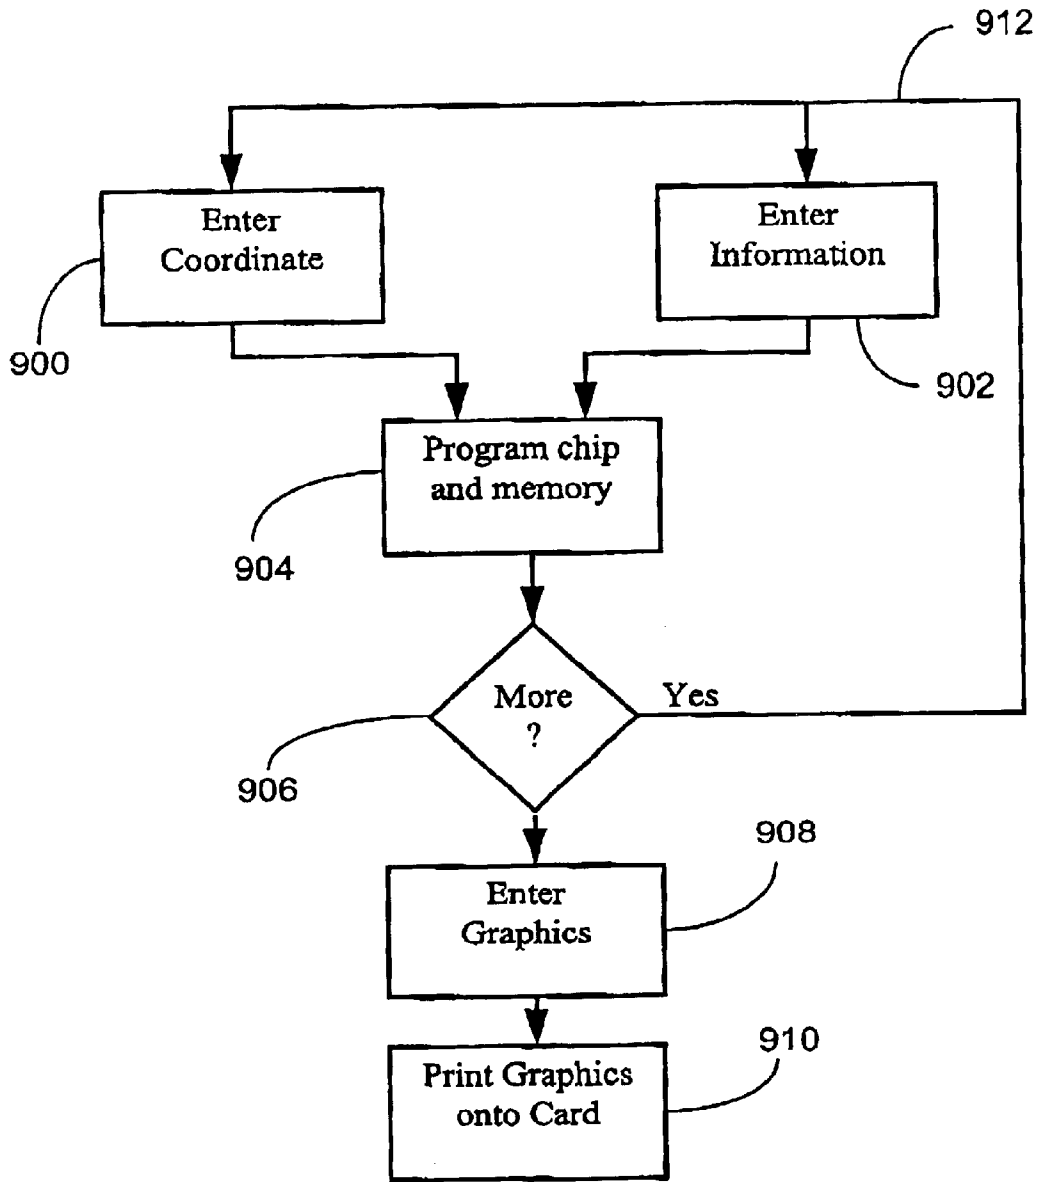 912
Enter
Coordinate
Enter
Information
900
902
Program chip
and memory
904
More
?
Yes
906
908
Enter
Graphics
910
Print Graphics
onto Card